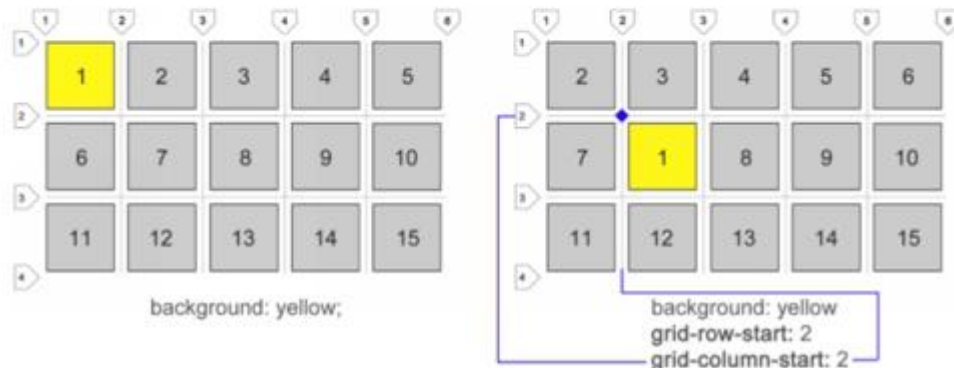 1 2 3 4 5 6
1 1 2 3 4 5
2
6 7 8 9 10
3
11 12 13 14 15
4
background: yellow;
1 2 3 4 5 6
1 2 3 4 5 6
2
7 1 8 9 10
3
11 12 13 14 15
4
background: yellow
grid-row-start: 2
grid-column-start: 2